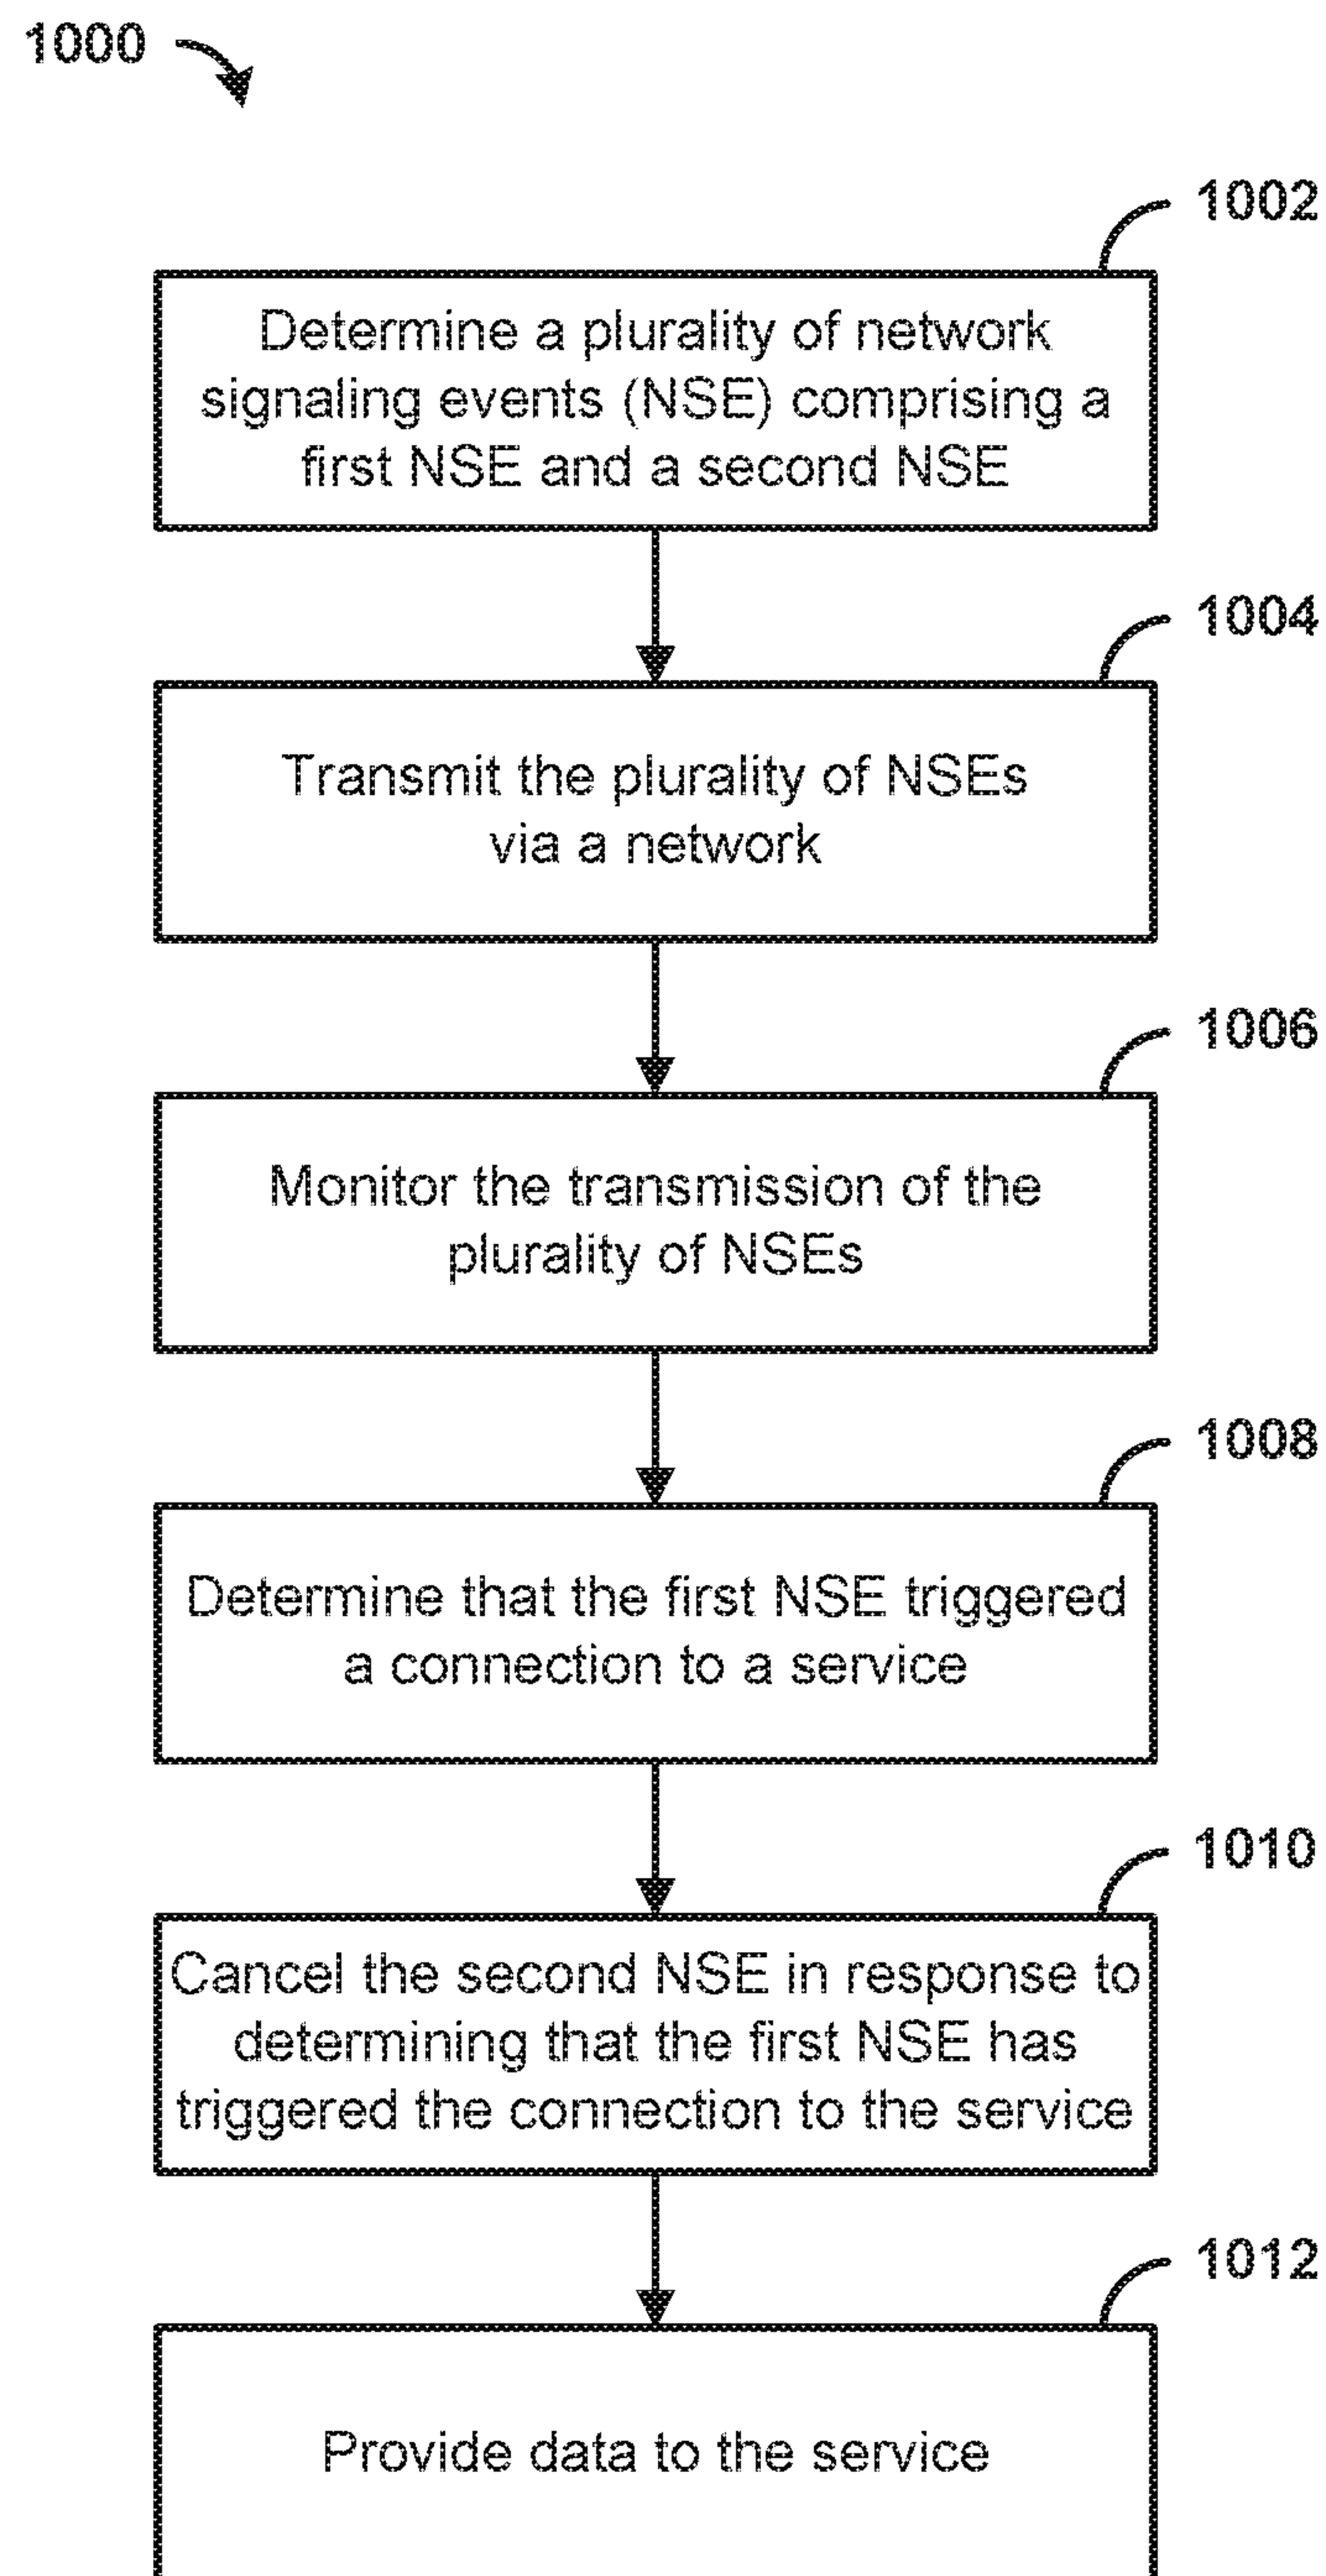 1000
1002
Determine a plurality of network
signaling events (NSE) comprising a
first NSE and a second NSE
1004
Transmit the plurality of NSEs
via a network
1006
Monitor the transmission of the
plurality of NSEs
1008
Determine that the first NSE triggered
a connection to a service
1010
Cancel the second NSE in response to
determining that the first NSE has
triggered the connection to the service
1012
Provide data to the service